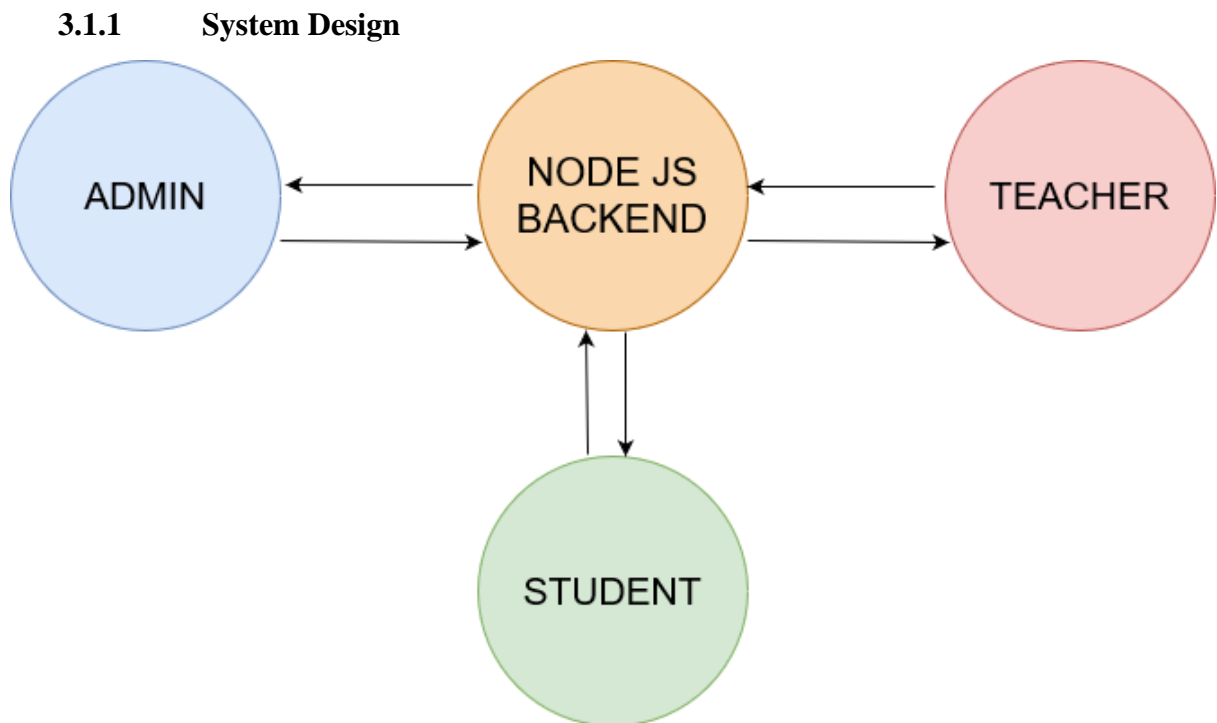 3.1.1 System Design
ADMIN
NODE JS
BACKEND
TEACHER
STUDENT